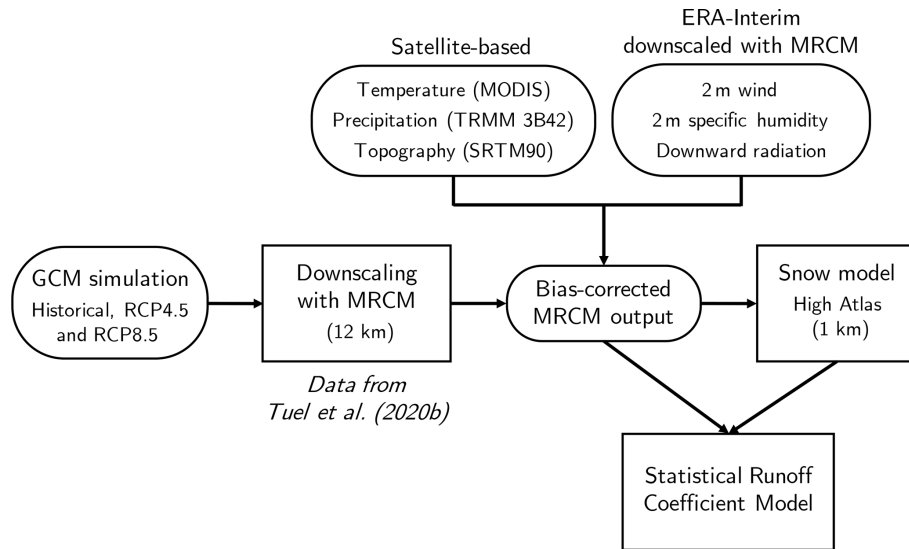 Satellite-based
Temperature (MODIS)
Precipitation (TRMM 3B42)
Topography (SRTM90)
ERA-Interim
downscaled with MRCM
2 m wind
2 m specific humidity
Downward radiation
GCM simulation
Historical, RCP4.5
and RCP8.5
Downscaling
with MRCM
(12 km)
Data from
Tuel et al. (2020b)
Bias-corrected
MRCM output
Snow model
High Atlas
(1 km)
Statistical Runoff
Coefficient Model